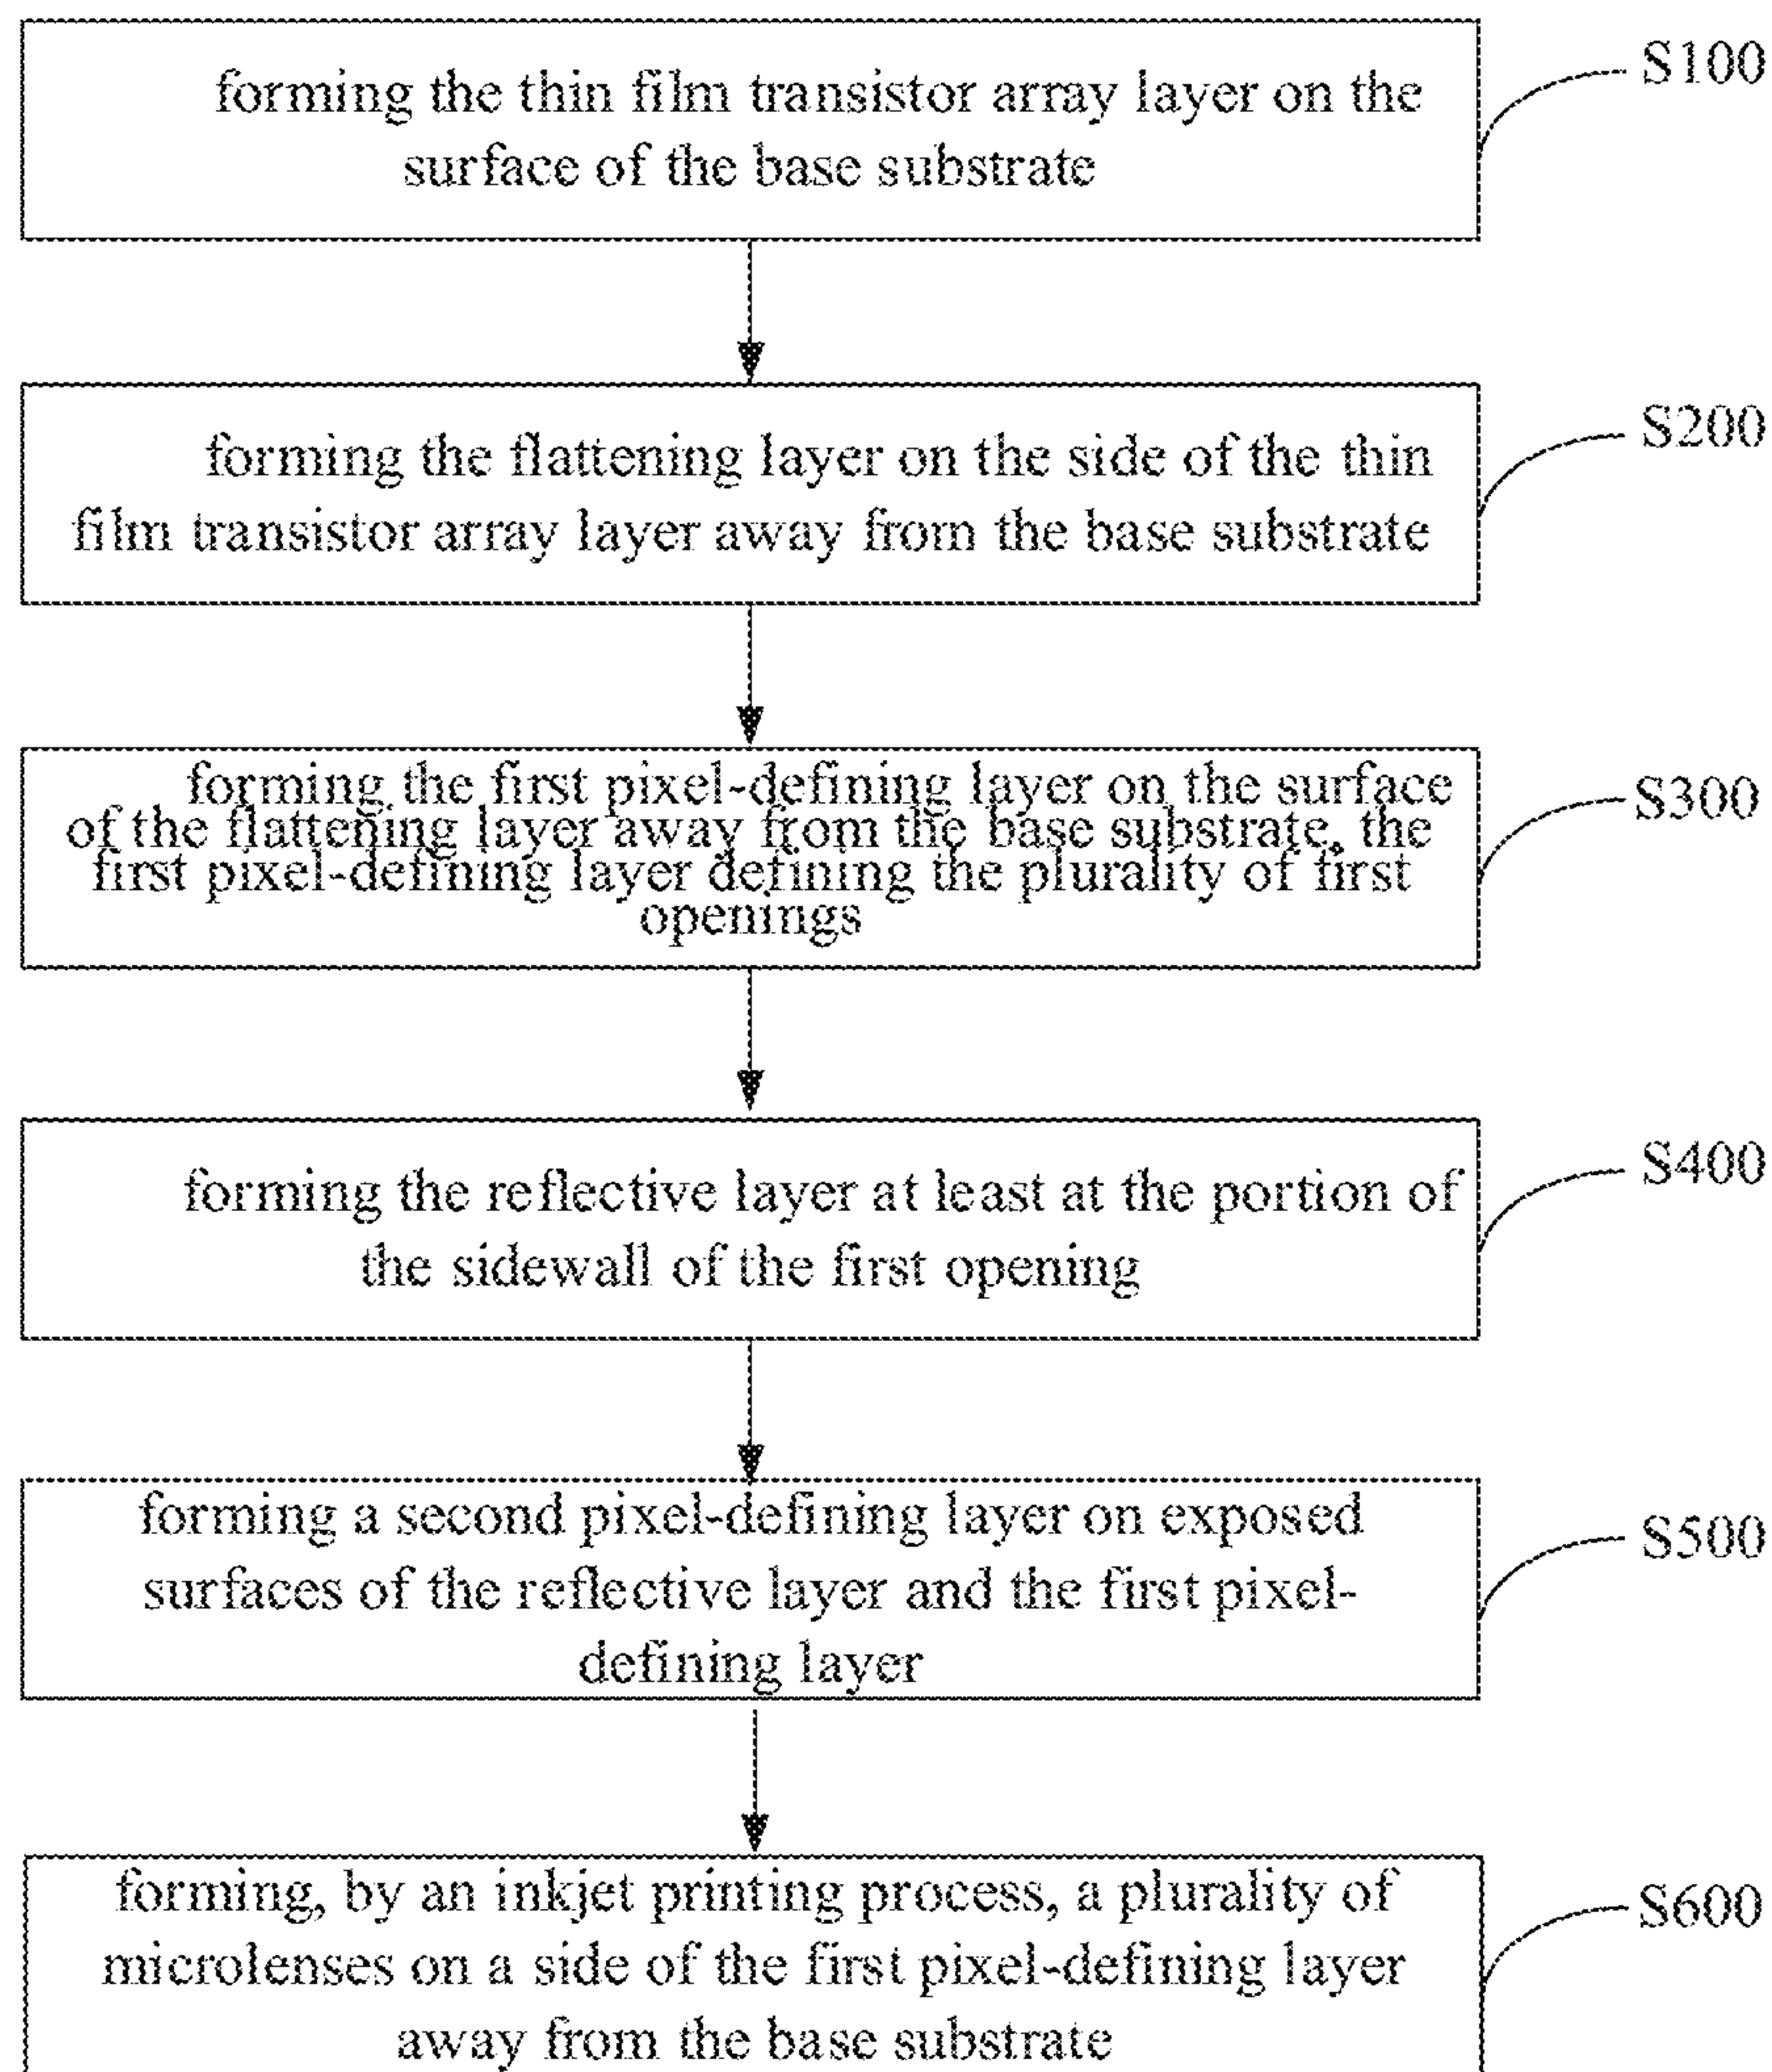 forming the thin film transistor array layer on the
surface of the base substrate
S100
forming the flattening layer on the side of the thin
film transistor array layer away from the base substrate
S200
forming the first pixel-defining layer on the surface
of the flattening layer away from the base substrate, the
first pixel-defining layer defining the plurality of first
openings
S300
forming the reflective layer at least at the portion of
the sidewall of the first opening
S400
forming a second pixel-defining layer on exposed
surfaces of the reflective layer and the first pixel-
defining layer
S500
forming, by an inkjet printing process, a plurality of
microlenses on a side of the first pixel-defining layer
away from the base substrate
S600